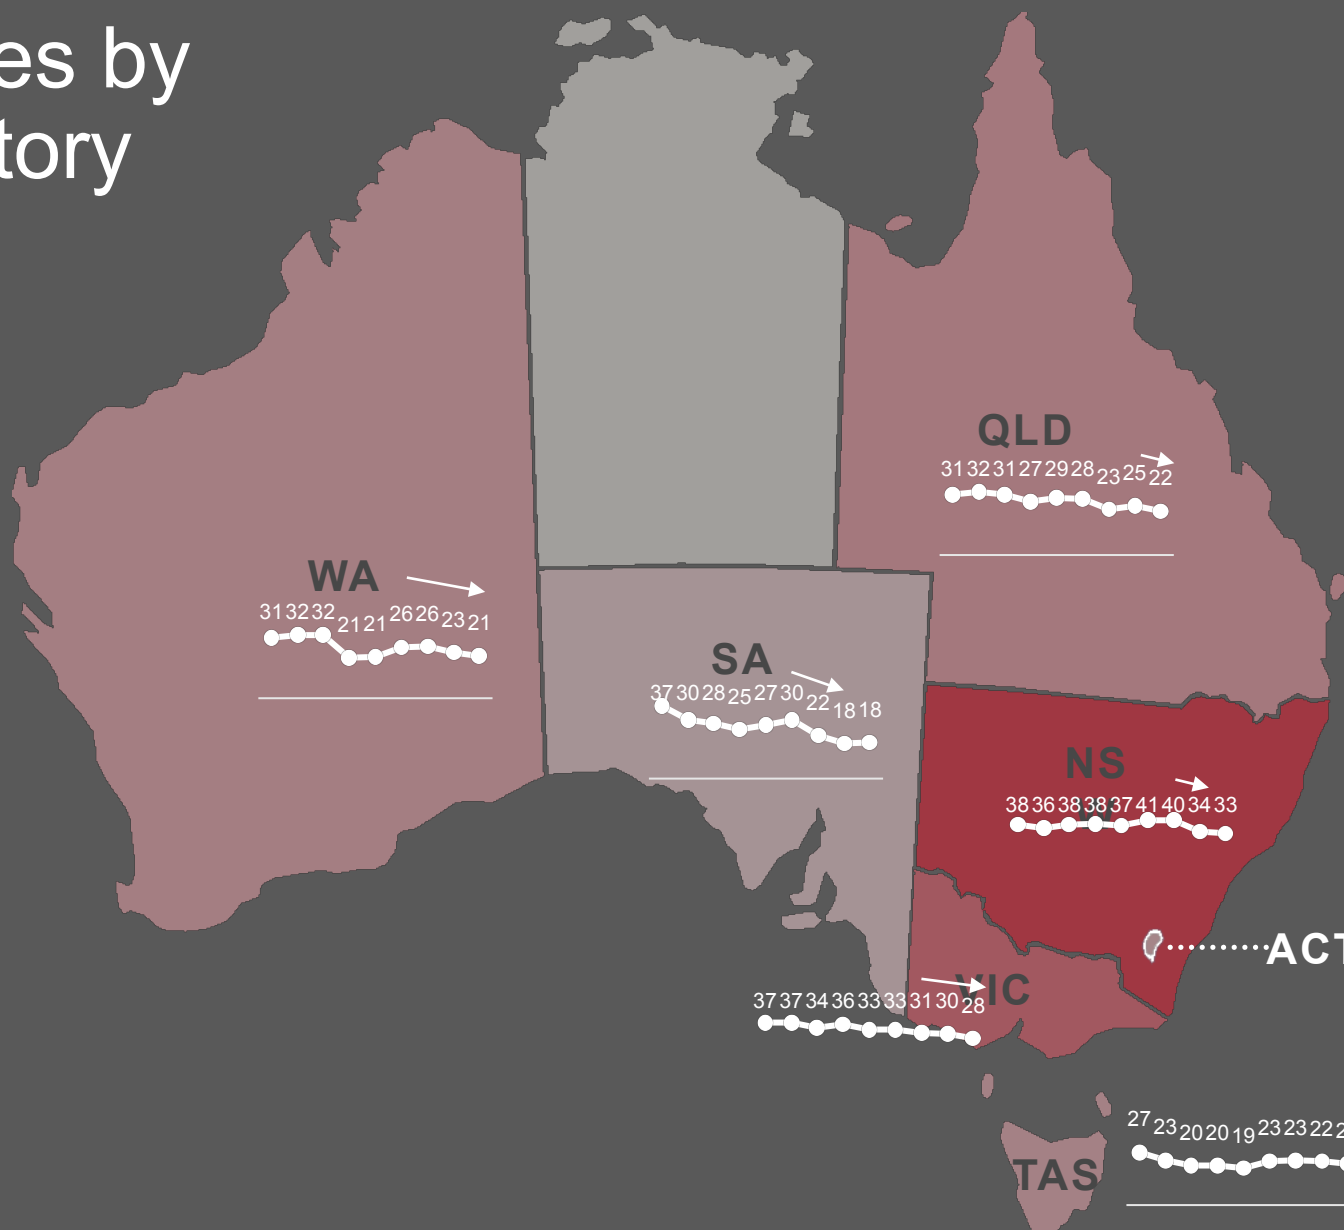 es by
tory
QLD
31 32 31 27 29 28 23 25 22
WA
31 32 32 21 21 26 26 23 21
SA
37 30 28 25 27 30 22 18 18
NS
W
38 36 38 38 37 41 40 34 33
ACT
VIC
37 37 34 36 33 33 31 30 28
27 23 20 20 19 23 23 22 2
TAS